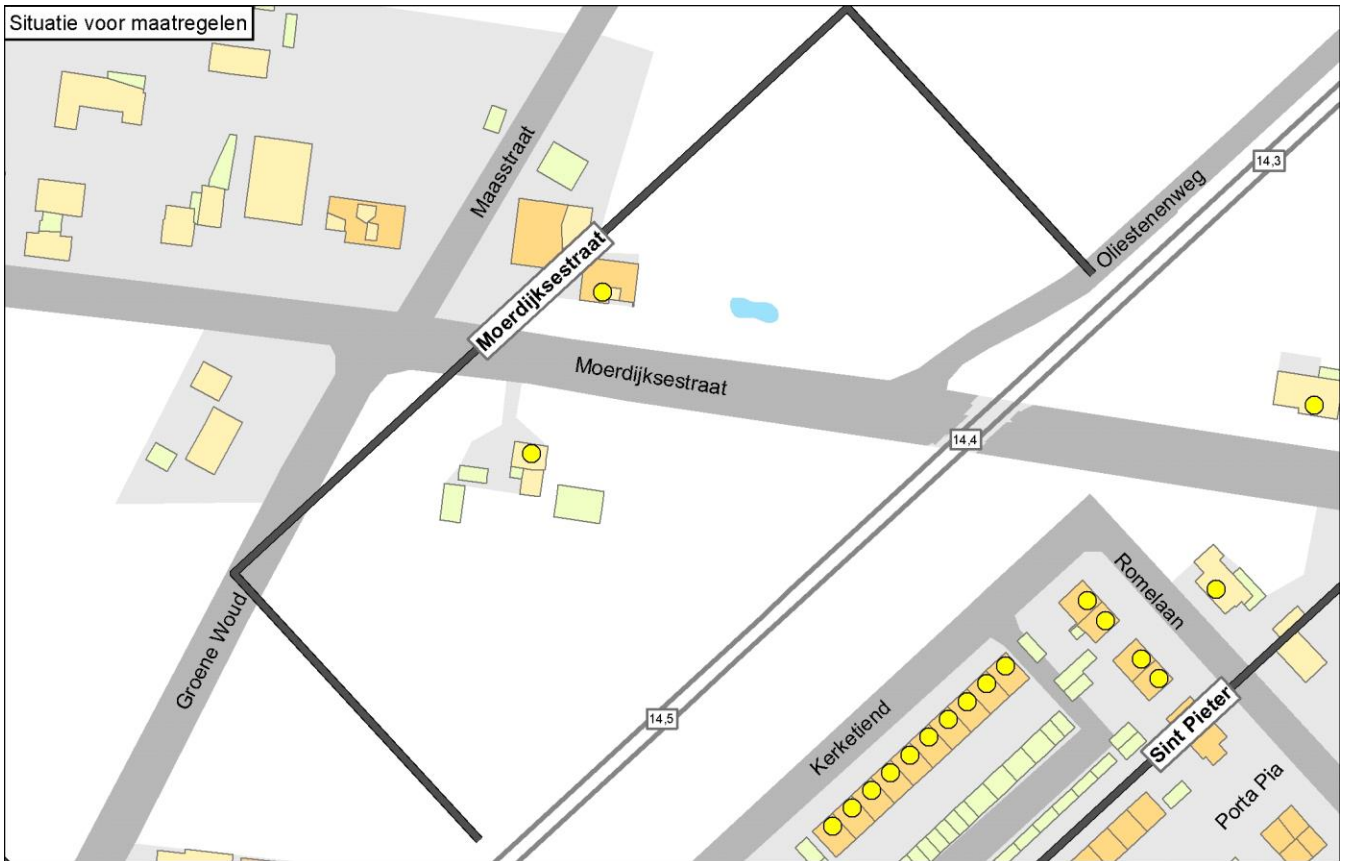 Situatie voor maatregelen
Maasstraat
Oliestenenweg
14,3
Moerdijksestraat
Moerdijksestraat
14,4
Groene Woud
Romelaan
14,5
Kerketiend
Sint Pieter
Porta Pia